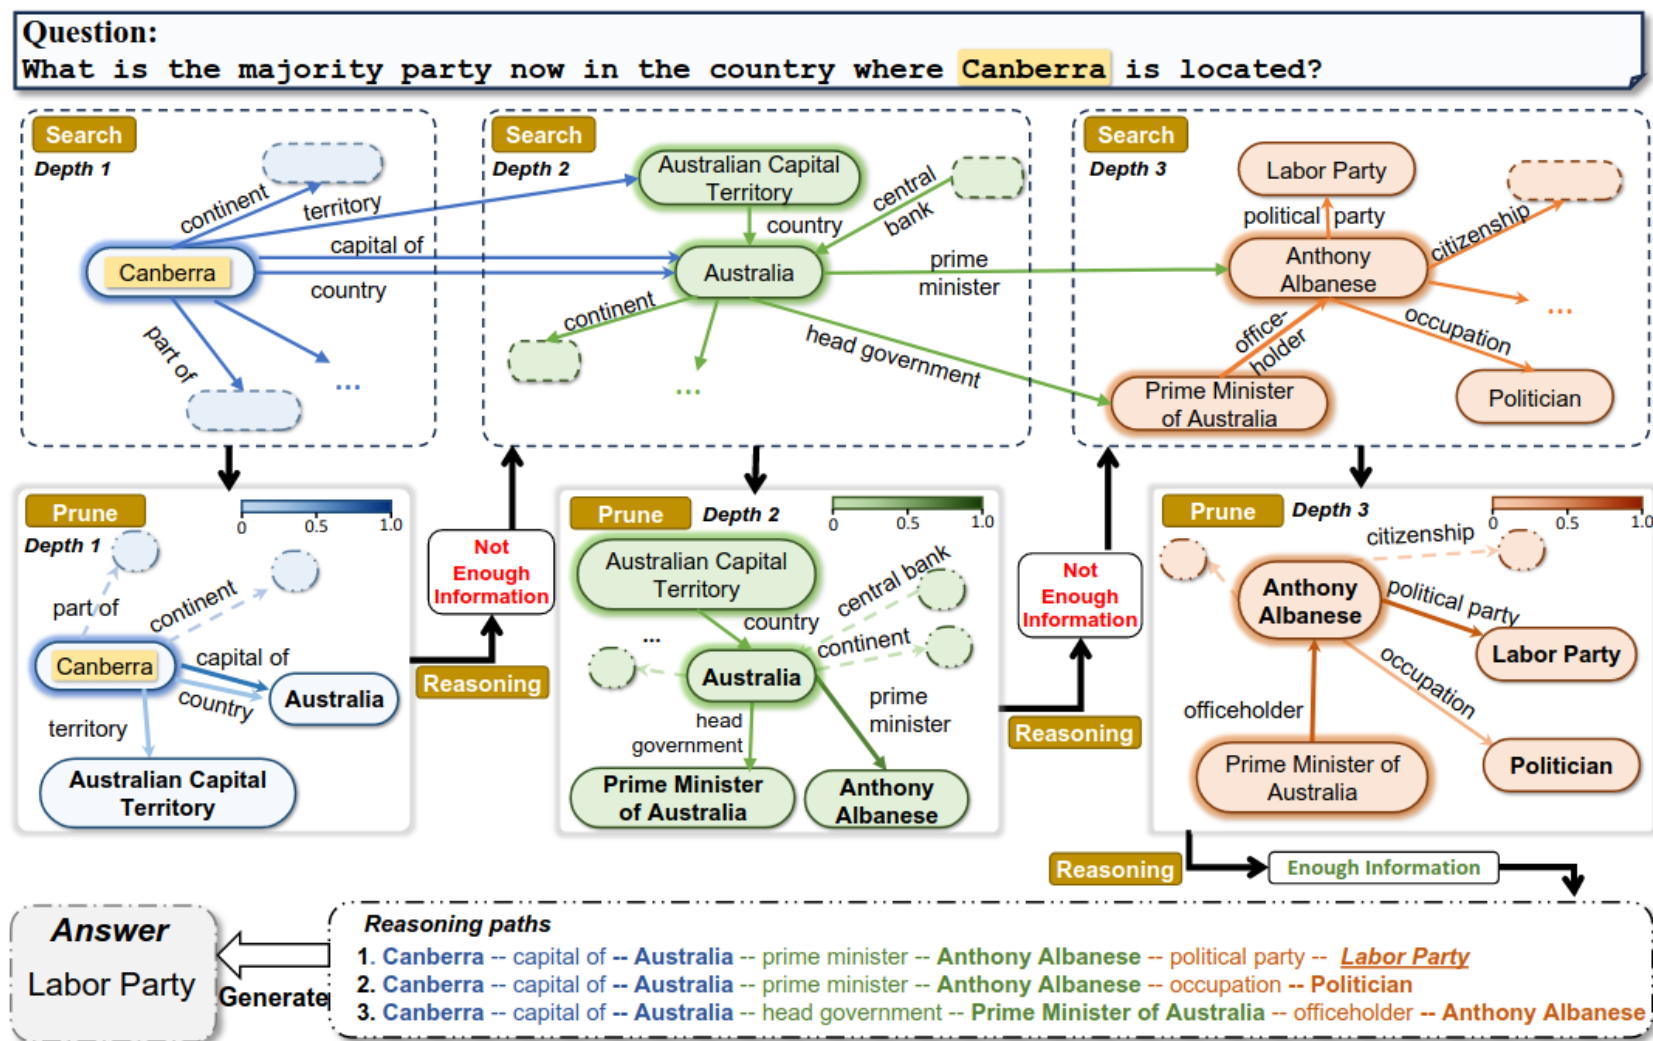 Question:
What is the majority party now in the country where Canberra is located?
Search
Depth 1
continent
territory
capital of
Canberra
country
part of
...
Search
Depth 2
Australian Capital
Territory
central
bank
country
Australia
prime
minister
continent
head government
...
Search
Depth 3
Labor Party
political party
citizenship
Anthony
Albanese
...
office-
holder
occupation
Prime Minister
of Australia
Politician
Prune
Depth 1
0 0.5 1.0
part of
continent
Canberra
capital of
country
Australia
territory
Australian Capital
Territory
Not
Enough
Information
Reasoning
Prune
Depth 2
0 0.5 1.0
Australian Capital
Territory
central bank
country
...
continent
Australia
head
government
prime
minister
Prime Minister
of Australia
Anthony
Albanese
Not
Enough
Information
Reasoning
Prune
Depth 3
0 0.5 1.0
citizenship
Anthony
Albanese
political party
Labor Party
occupation
officeholder
Prime Minister of
Australia
Politician
Reasoning
Enough Information
Answer
Labor Party
Generate
Reasoning paths
1. Canberra -- capital of -- Australia -- prime minister -- Anthony Albanese -- political party -- Labor Party
2. Canberra -- capital of -- Australia -- prime minister -- Anthony Albanese -- occupation -- Politician
3. Canberra -- capital of -- Australia -- head government -- Prime Minister of Australia -- officeholder -- Anthony Albanese